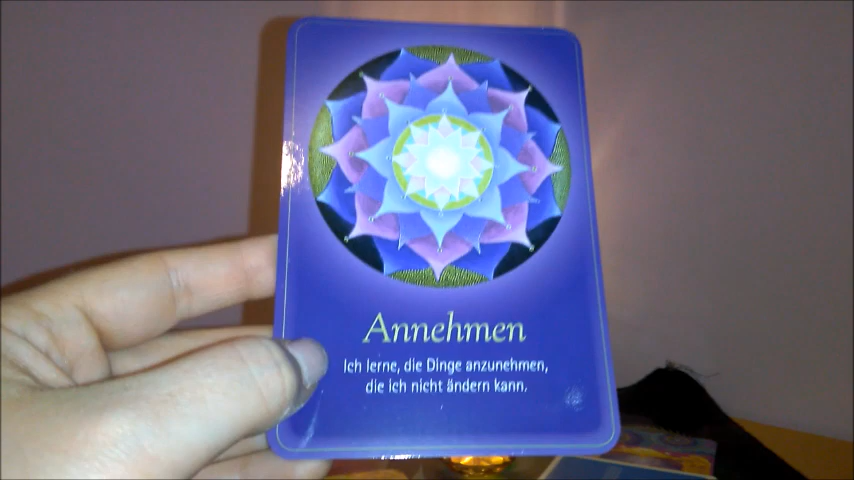 Annehmen
Ich lerne, die Dinge anzunehmen,
die ich nicht ändern kann.